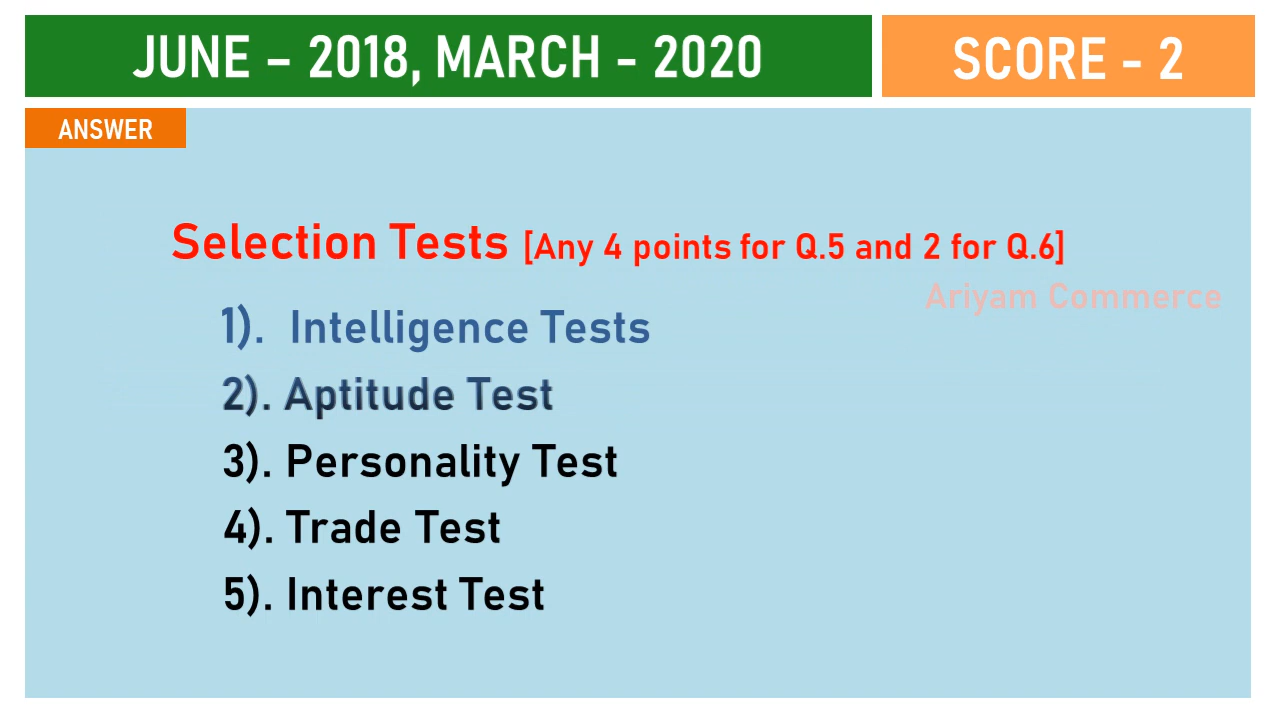 JUNE – 2018, MARCH - 2020
SCORE - 2
ANSWER
Selection Tests [Any 4 points for Q.5 and 2 for Q.6]
Ariyam Commerce
1). Intelligence Tests
2). Aptitude Test
3). Personality Test
4). Trade Test
5). Interest Test